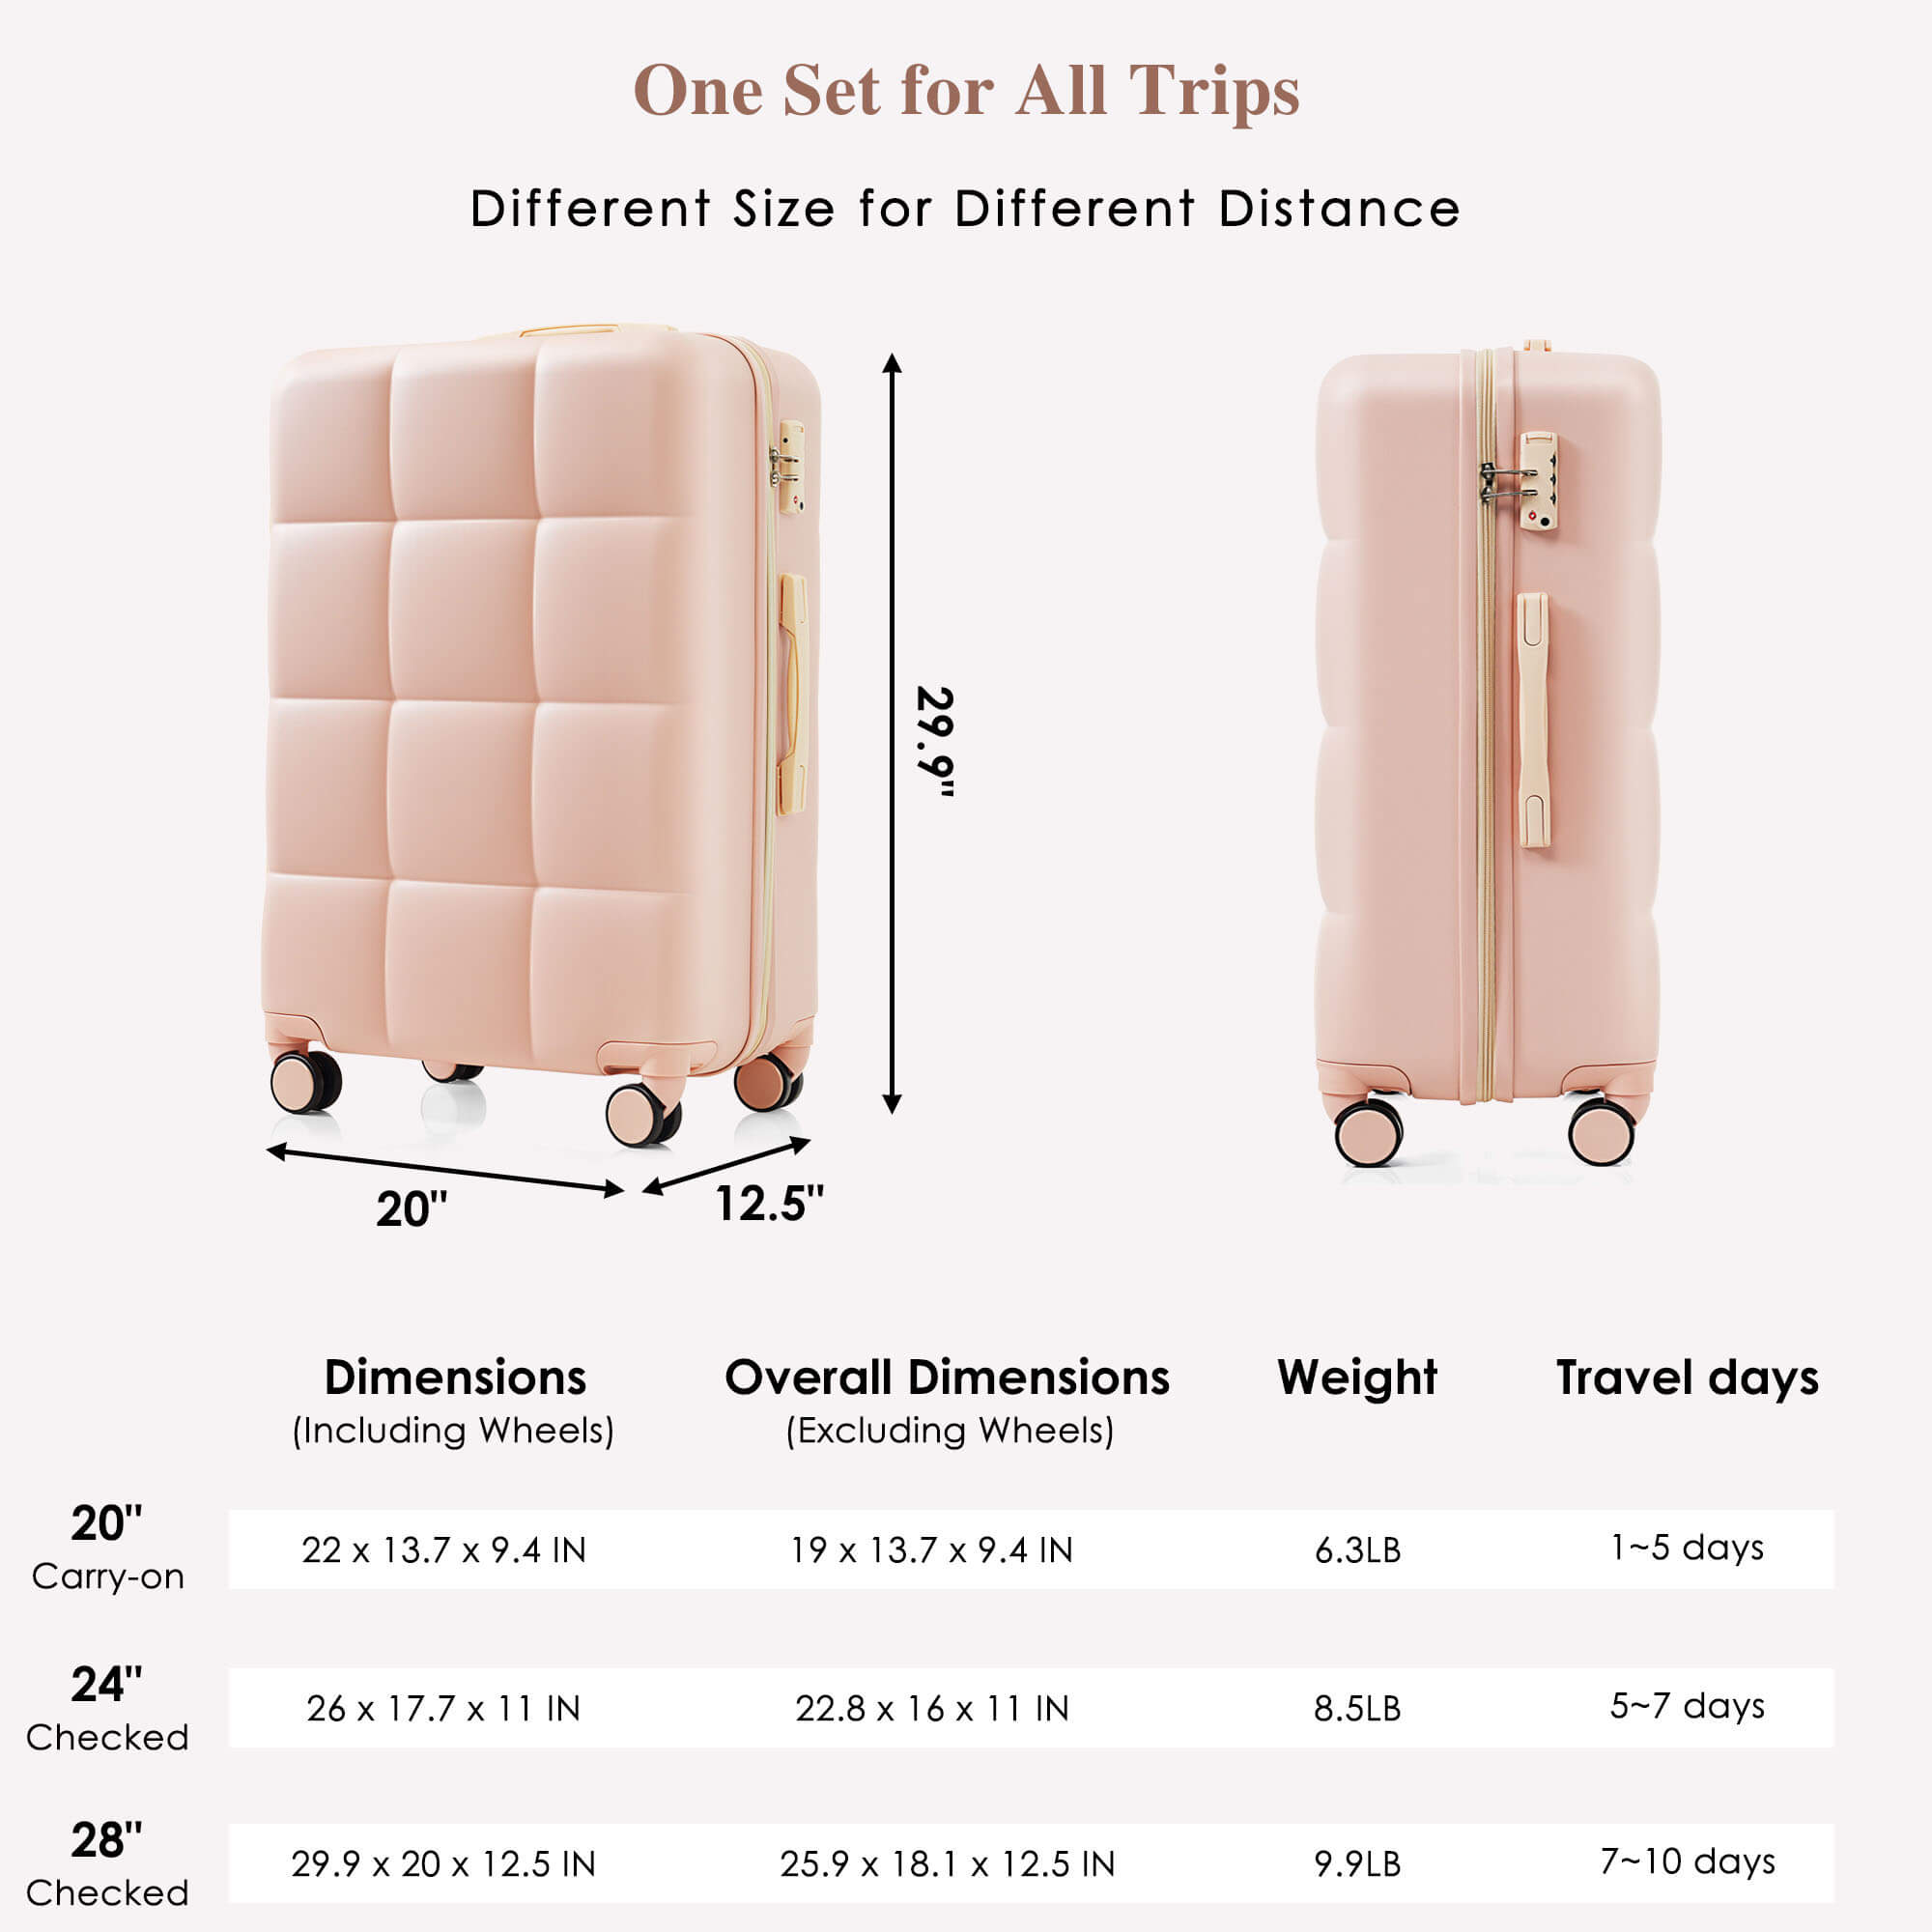 One Set for All Trips
Different Size for Different Distance
29.9"
20"
12.5"
Dimensions Overall Dimensions Weight Travel days
(Including Wheels) (Excluding Wheels)
20"
Carry-on
22 x 13.7 x 9.4 IN 19 x 13.7 x 9.4 IN 6.3LB 1~5 days
24"
Checked
26 x 17.7 x 11 IN 22.8 x 16 x 11 IN 8.5LB 5~7 days
28"
Checked
29.9 x 20 x 12.5 IN 25.9 x 18.1 x 12.5 IN 9.9LB 7~10 days